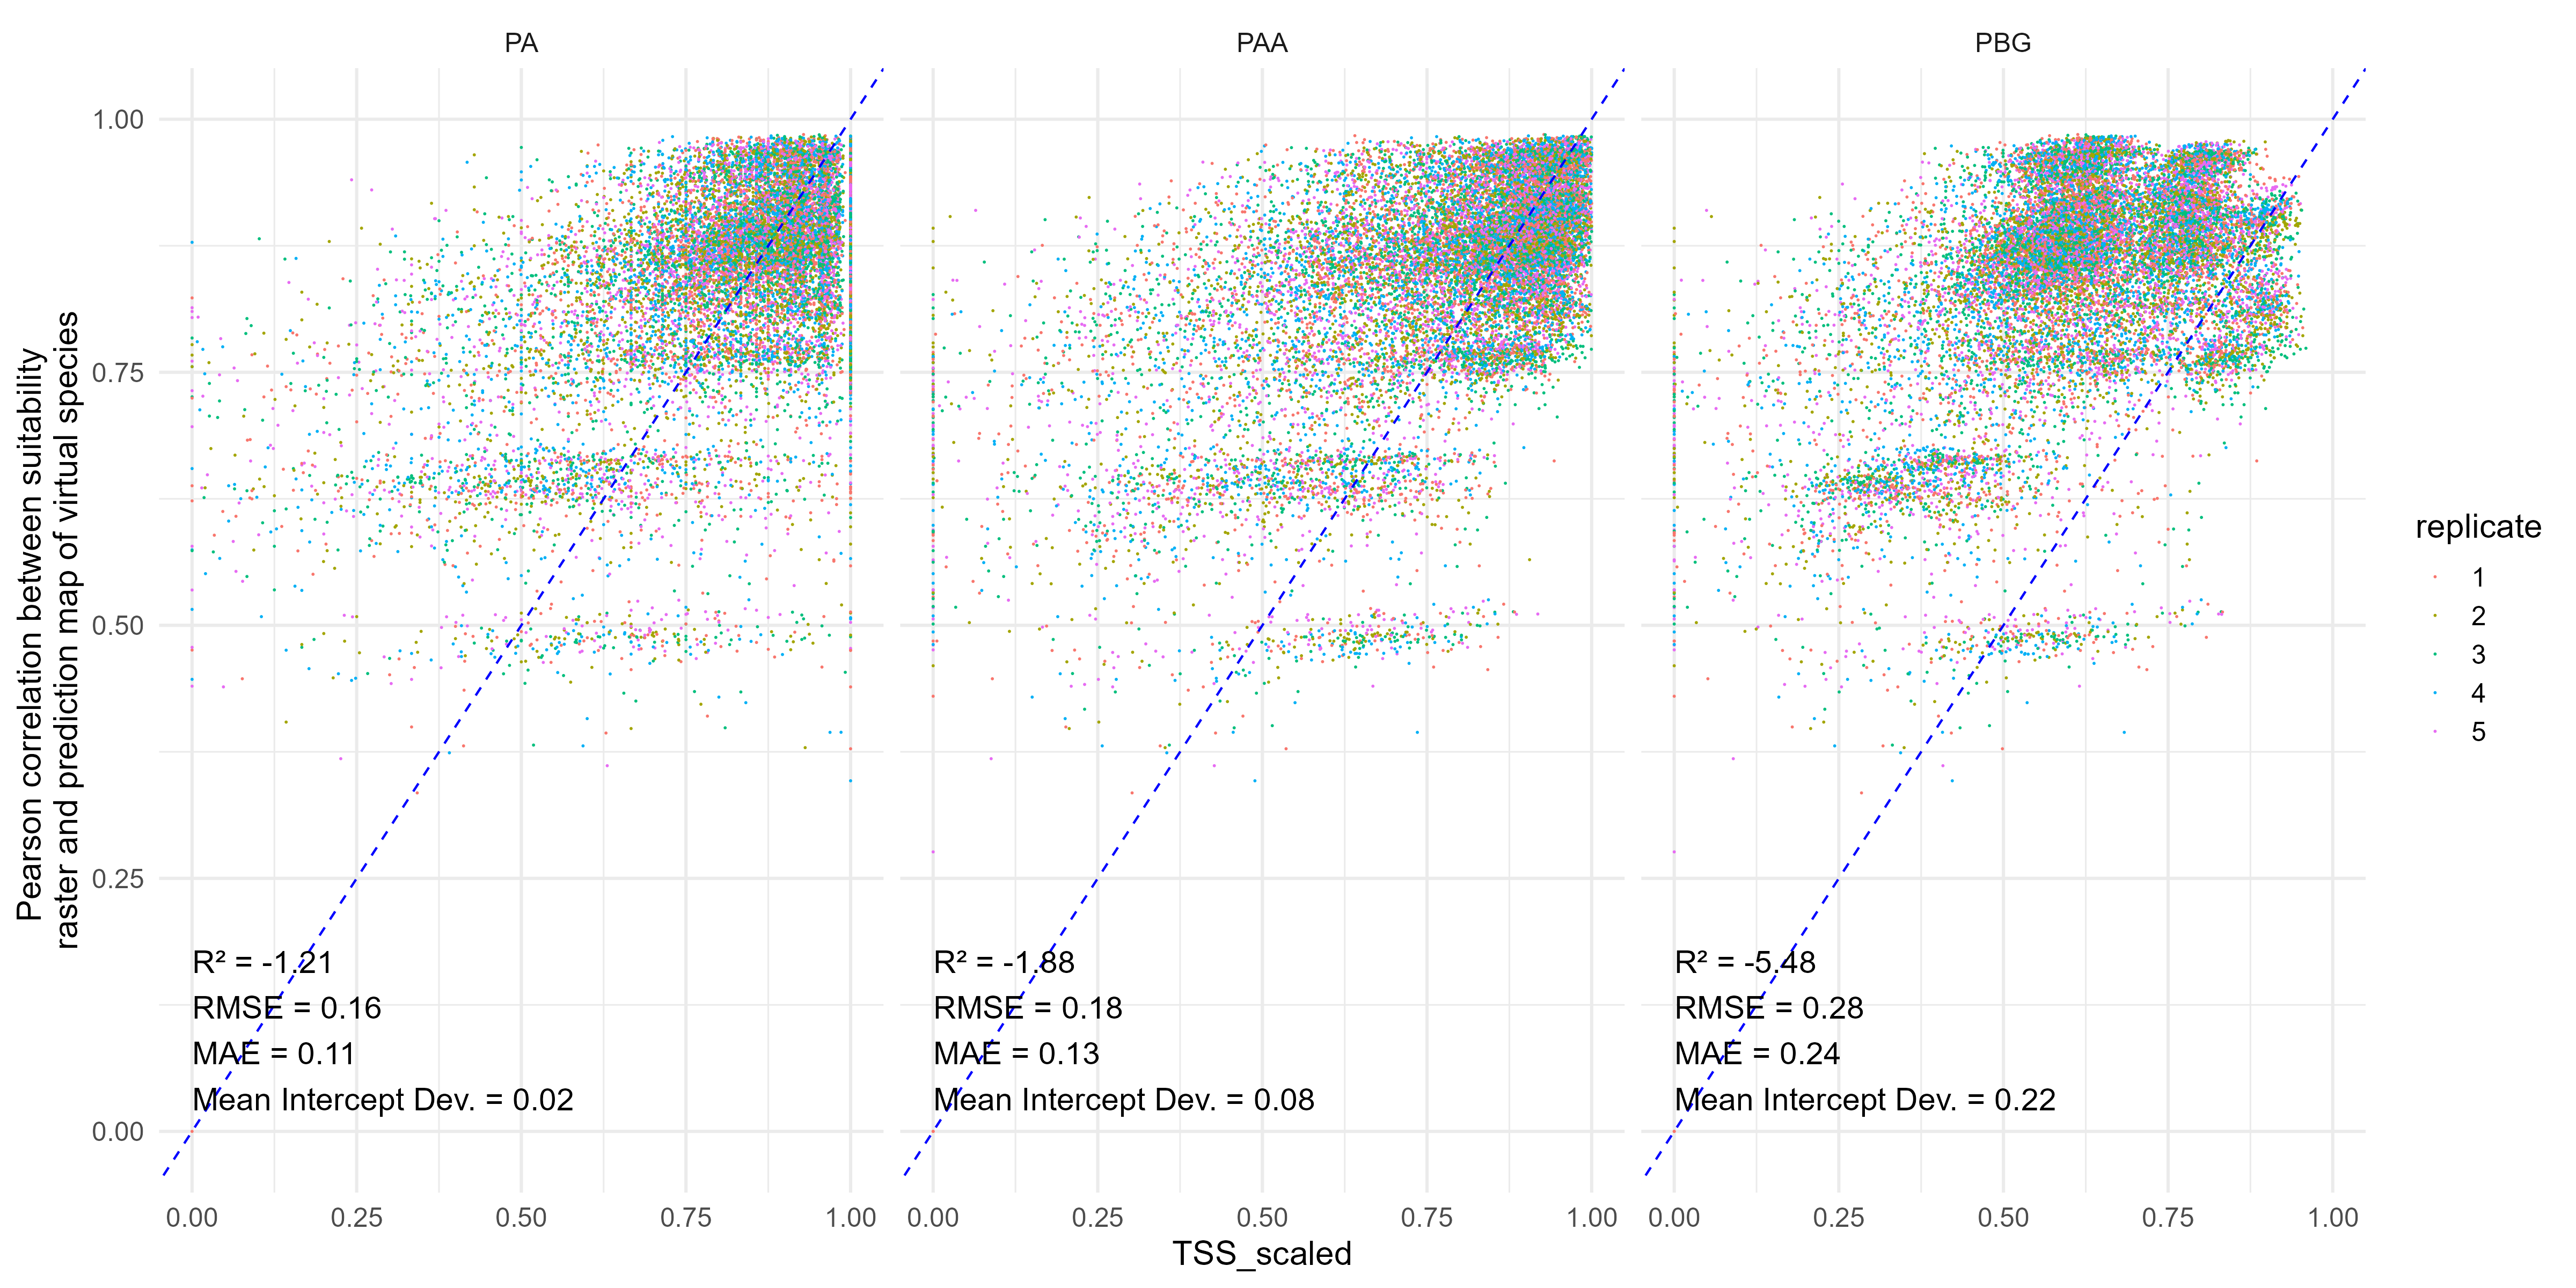 PA
PAA
PBG
Pearson correlation between suitability
raster and prediction map of virtual species
1.00
0.75
0.50
0.25
0.00
R² = -1.21
RMSE = 0.16
MAE = 0.11
Mean Intercept Dev. = 0.02
R² = -1.88
RMSE = 0.18
MAE = 0.13
Mean Intercept Dev. = 0.08
R² = -5.48
RMSE = 0.28
MAE = 0.24
Mean Intercept Dev. = 0.22
0.00 0.25 0.50 0.75 1.00
0.00 0.25 0.50 0.75 1.00
0.00 0.25 0.50 0.75 1.00
TSS_scaled
replicate
1
2
3
4
5